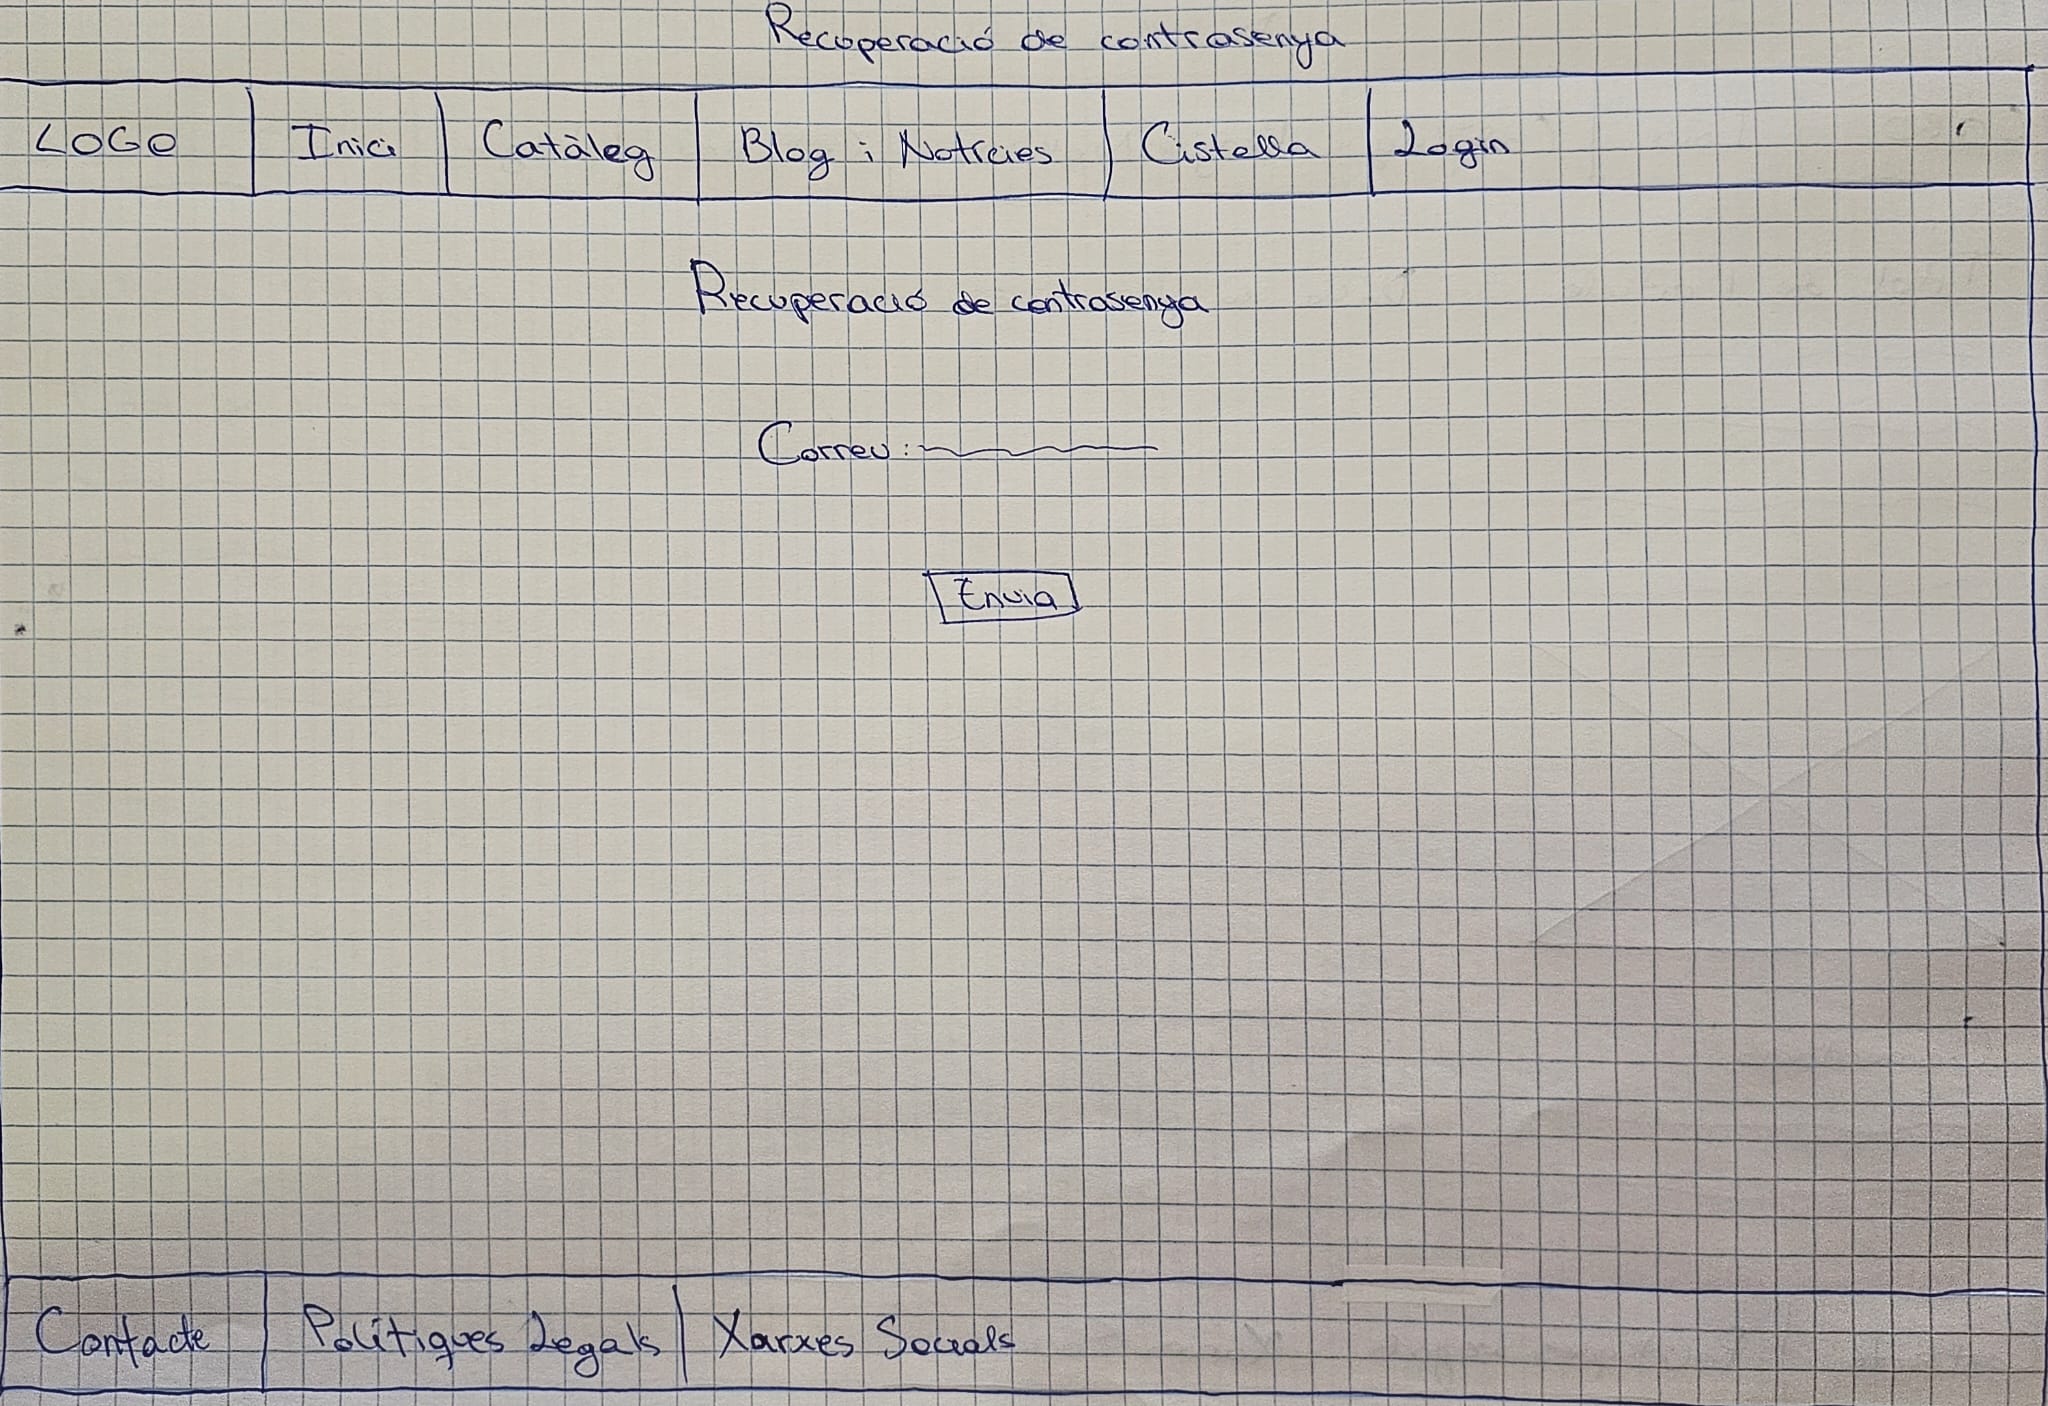 Recuperació de contrasenya
LOGO Inici Catàleg Blog i Notícies Cistella Login
Recuperació de contrasenya
Correu:
Envia
Contacte Polítiques Legals Xarxes Socials